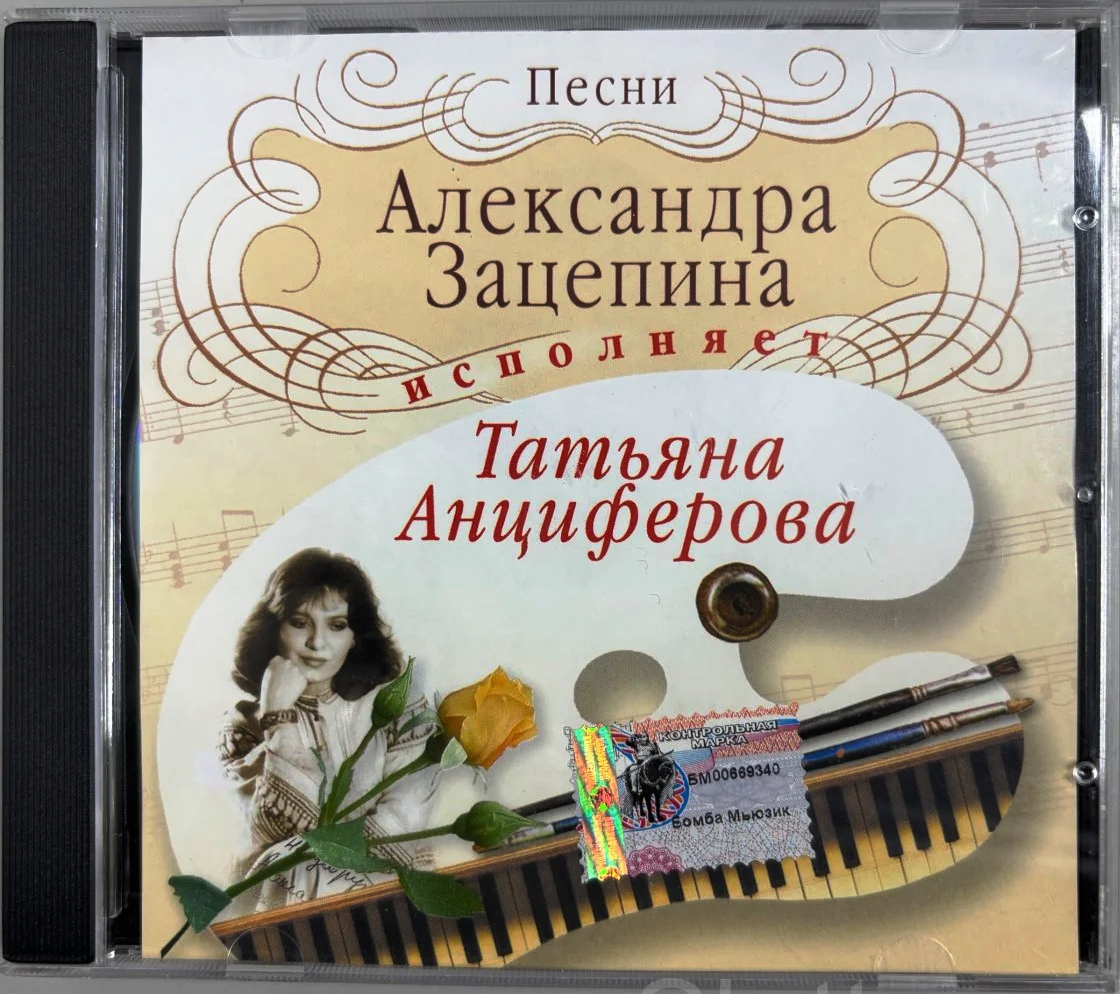 Песни
Александра
Зацепина
исполняет
Татьяна
Анциферова
КОНТРОЛЬНАЯ
МАРКА
БМ00669340
Бомба Мьюзик